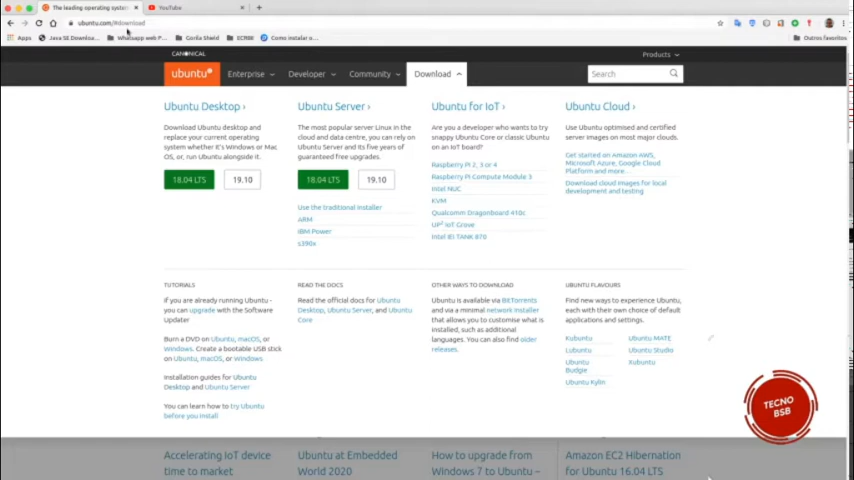 The leading operating system
YouTube
ubuntu.com/#download
Apps
Java SE Downloa...
Whatsapp web P...
Gorila Shield
ECR88
Como instalar o...
Outros favoritos
CANONICAL
Products
ubuntu
Enterprise
Developer
Community
Download
Search
Ubuntu Desktop ›
Download Ubuntu desktop and
replace your current operating
system whether it's Windows or Mac
OS, or, run Ubuntu alongside it.
18.04 LTS
19.10
Ubuntu Server ›
The most popular server Linux in the
cloud and data centre, you can rely on
Ubuntu Server and its five years of
guaranteed free upgrades.
18.04 LTS
19.10
Use the traditional installer
ARM
IBM Power
s390x
Ubuntu for IoT ›
Are you a developer who wants to try
snappy Ubuntu Core or classic Ubuntu
on an IoT board?
Raspberry Pi 2, 3 or 4
Raspberry Pi Compute Module 3
Intel NUC
KVM
Qualcomm Dragonboard 410c
UP² IoT Grove
Intel IEI TANK 870
Ubuntu Cloud ›
Use Ubuntu optimised and certified
server images on most major clouds.
Get started on Amazon AWS,
Microsoft Azure, Google Cloud
Platform and more...
Download cloud images for local
development and testing
TUTORIALS
If you are already running Ubuntu -
you can upgrade with the Software
Updater
Burn a DVD on Ubuntu, macOS, or
Windows. Create a bootable USB stick
on Ubuntu, macOS, or Windows
Installation guides for Ubuntu
Desktop and Ubuntu Server
You can learn how to try Ubuntu
before you install
READ THE DOCS
Read the official docs for Ubuntu
Desktop, Ubuntu Server, and Ubuntu
Core
OTHER WAYS TO DOWNLOAD
Ubuntu is available via BitTorrents
and via a minimal network installer
that allows you to customise what is
installed, such as additional
languages. You can also find older
releases.
UBUNTU FLAVOURS
Find new ways to experience Ubuntu,
each with their own choice of default
applications and settings.
Kubuntu
Lubuntu
Ubuntu
Budgie
Ubuntu Kylin
Ubuntu MATE
Ubuntu Studio
Xubuntu
TECNO
BSB
Accelerating IoT device
time to market
Ubuntu at Embedded
World 2020
How to upgrade from
Windows 7 to Ubuntu –
Amazon EC2 Hibernation
for Ubuntu 16.04 LTS